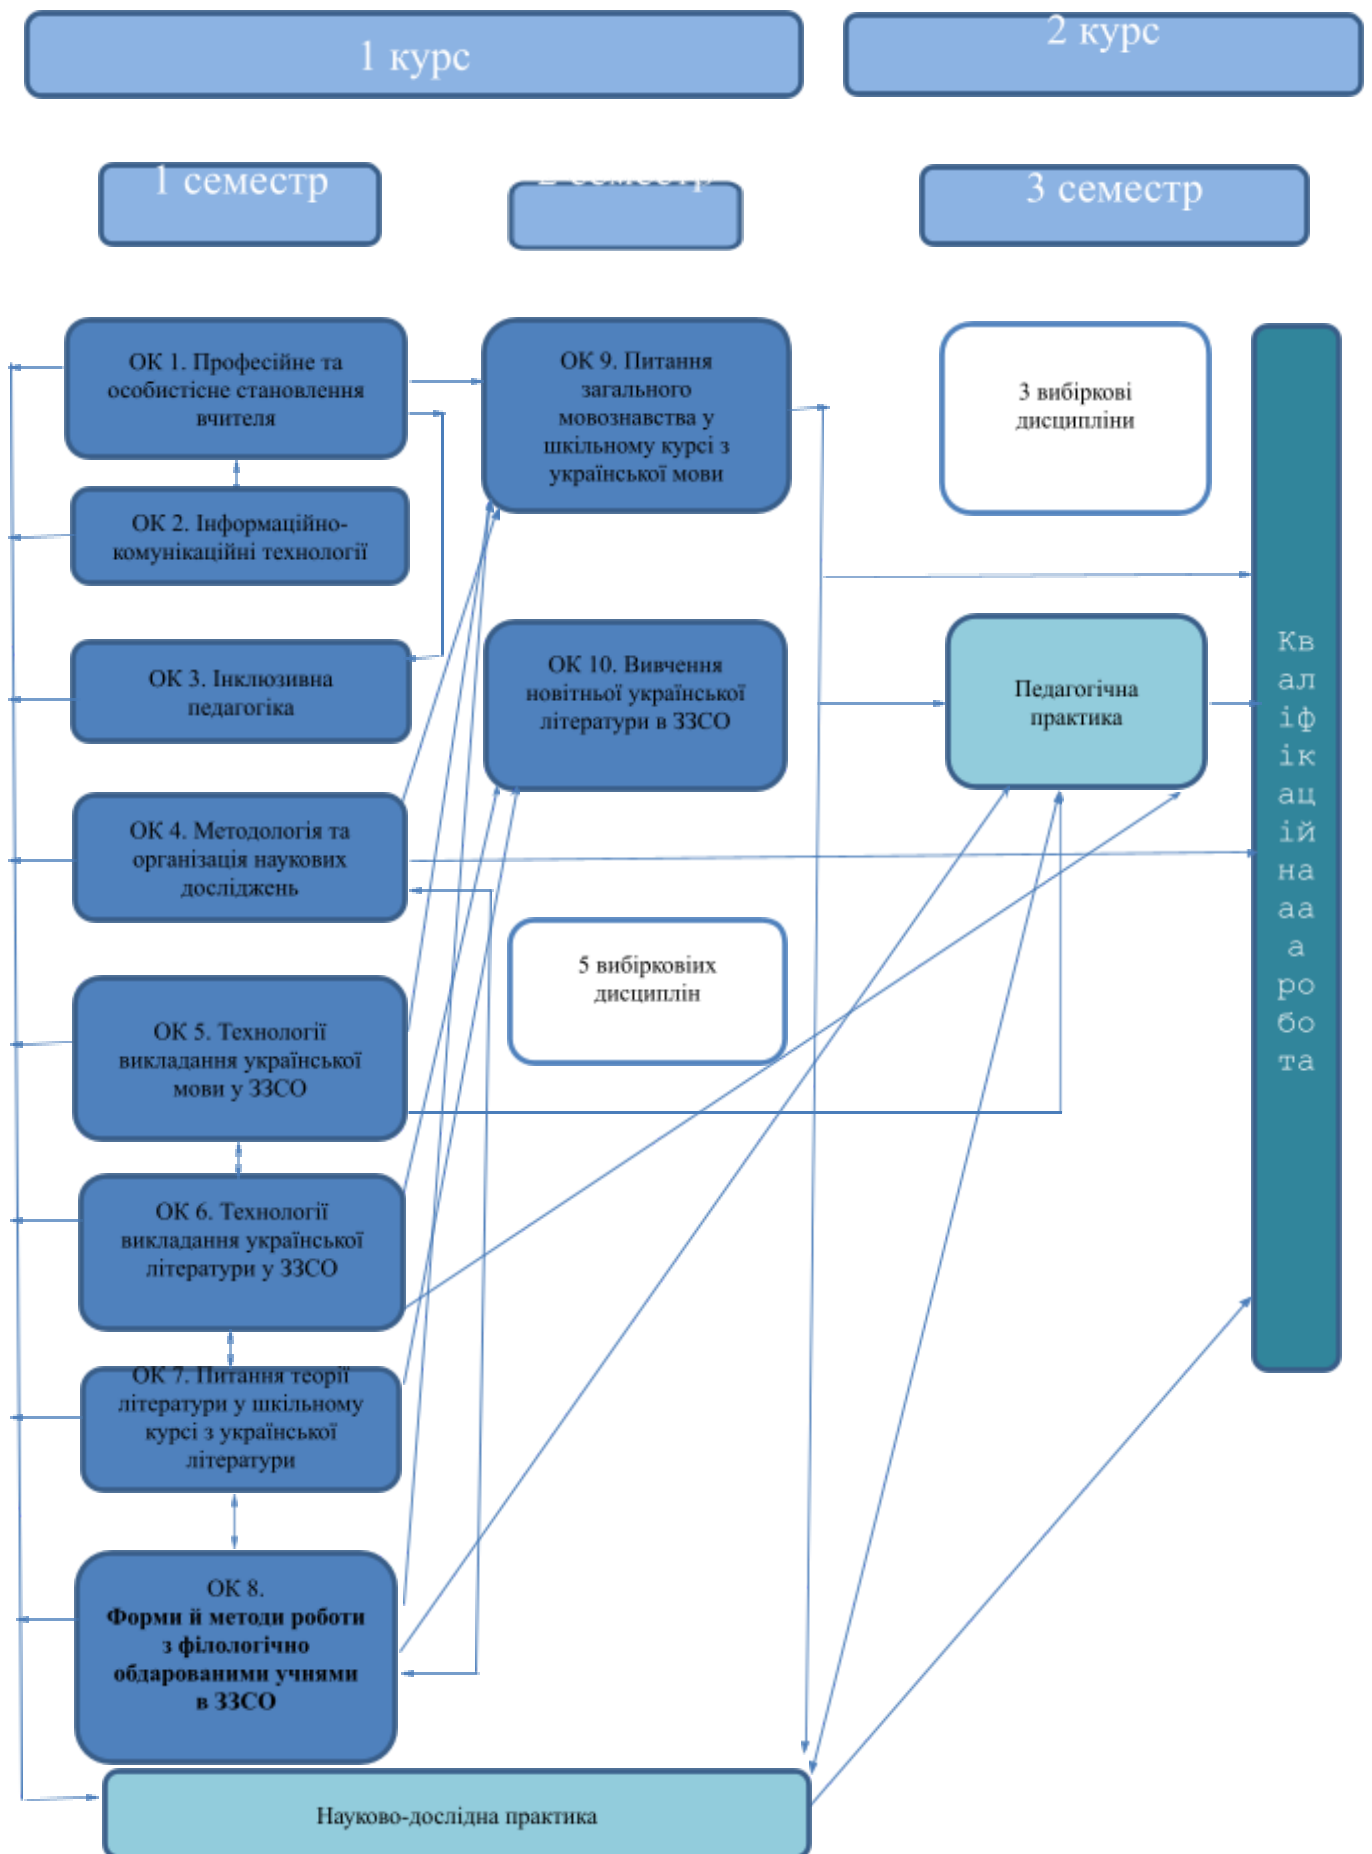 1 курс
2 курс
1 семестр
2 семестр
3 семестр
ОК 1. Професійне та
особистісне становлення
вчителя
ОК 2. Інформаційно-
комунікаційні технології
ОК 3. Інклюзивна
педагогіка
ОК 4. Методологія та
організація наукових
досліджень
ОК 5. Технології
викладання української
мови у ЗЗСО
ОК 6. Технології
викладання української
літератури у ЗЗСО
ОК 7. Питання теорії
літератури у шкільному
курсі з української
літератури
ОК 8.
Форми й методи роботи
з філологічно
обдарованими учнями
в ЗЗСО
ОК 9. Питання
загального
мовознавства у
шкільному курсі з
української мови
ОК 10. Вивчення
новітньої української
літератури в ЗЗСО
5 вибірковіих
дисциплін
3 вибіркові
дисципліни
Педагогічна
практика
Кв
ал
іф
ік
ац
ій
на
аа
а
ро
бо
та
Науково-дослідна практика